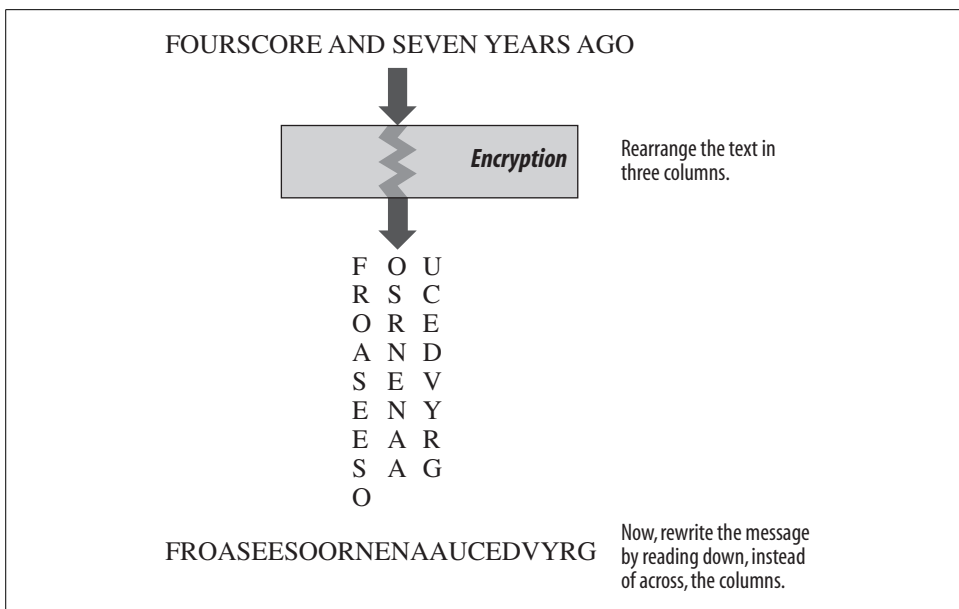 FOURSCORE AND SEVEN YEARS AGO
Encryption
Rearrange the text in
three columns.
F O U
R S C
O R E
A N D
S E V
E N Y
E A R
S A G
O
FROASEESOORNENAAUCEDVYRG
Now, rewrite the message
by reading down, instead
of across, the columns.